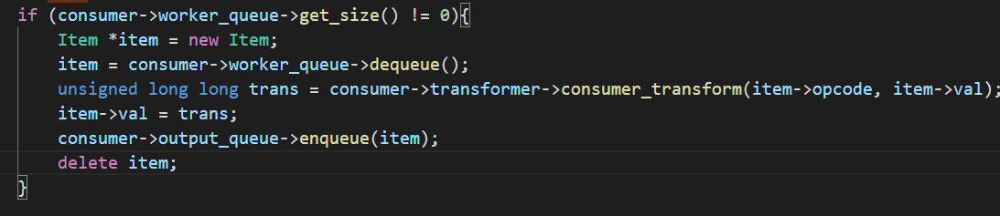 if (consumer->worker_queue->get_size() != 0){
    Item *item = new Item;
    item = consumer->worker_queue->dequeue();
    unsigned long long trans = consumer->transformer->consumer_transform(item->opcode, item->val);
    item->val = trans;
    consumer->output_queue->enqueue(item);
    delete item;
}